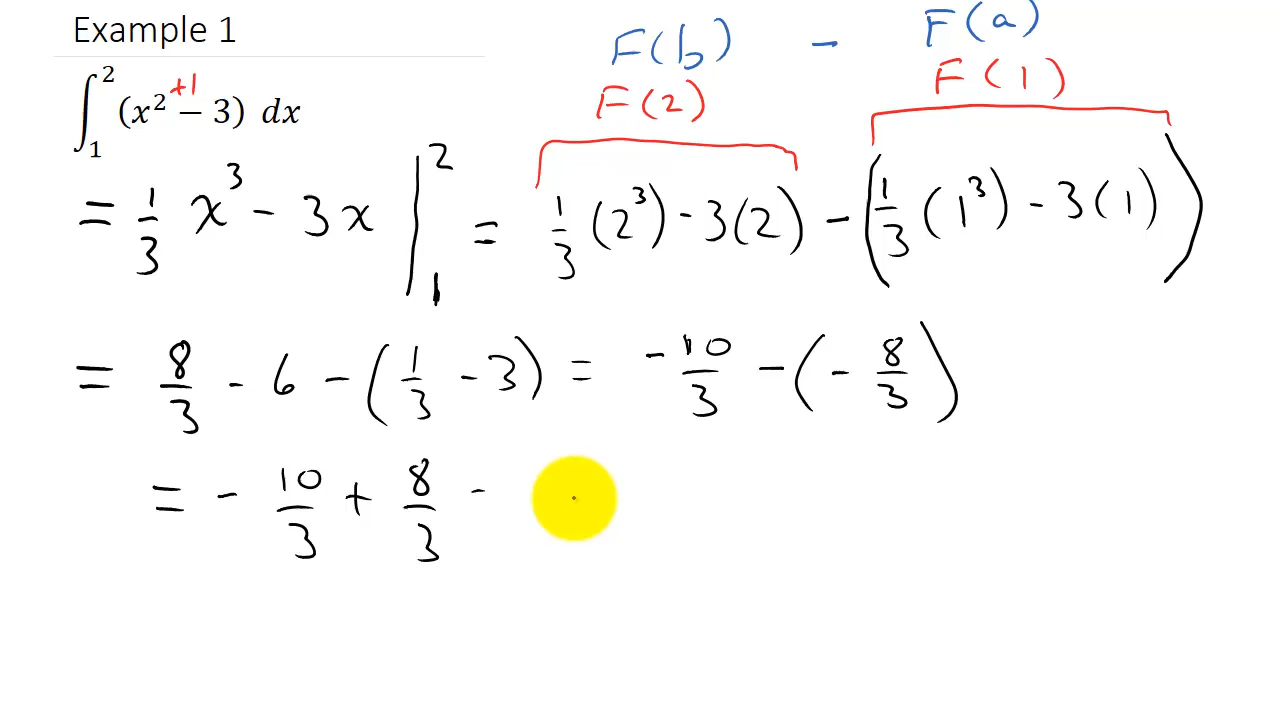 Example 1
F(b) - F(a)
F(2) F(1)
∫₁² (x² − 3) dx +1
= 1/3 x³ - 3x |₁² = 1/3 (2³) - 3(2) - (1/3 (1³) - 3(1))
= 8/3 - 6 - (1/3 - 3) = -10/3 - (-8/3)
= - 10/3 + 8/3 -